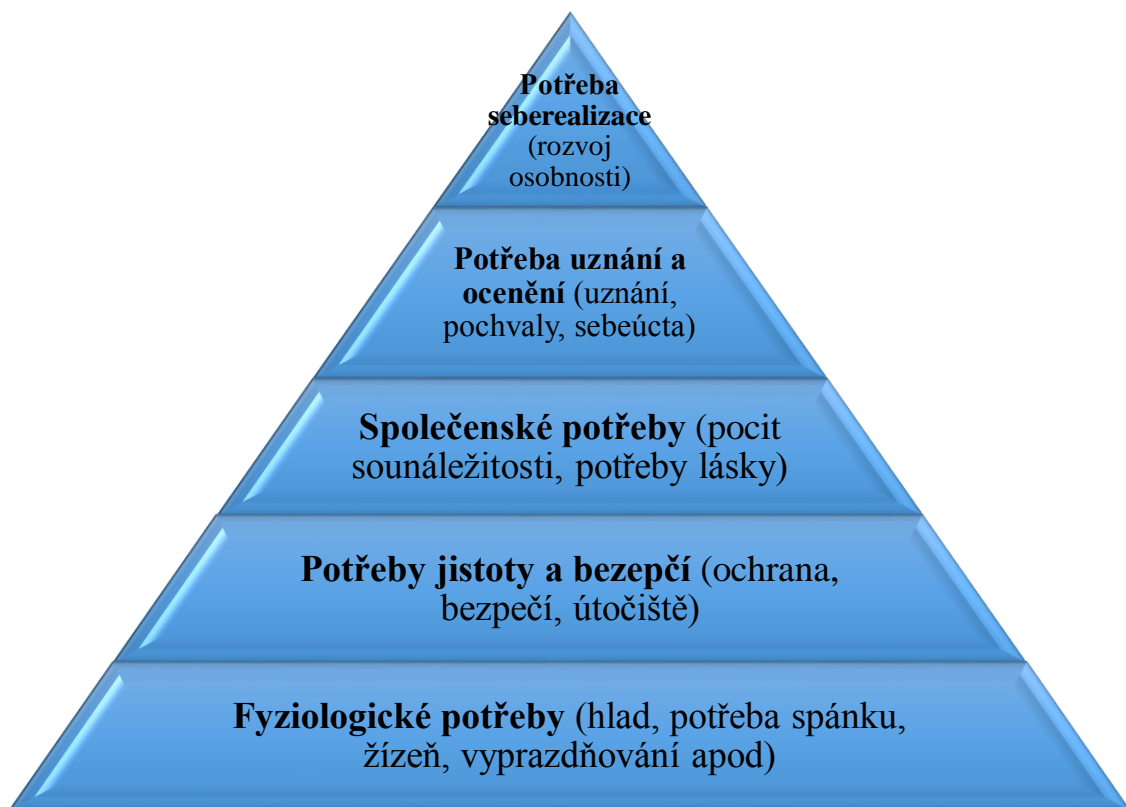 Potřeba
seberealizace
(rozvoj
osobnosti)
Potřeba uznání a
ocenění (uznání,
pochvaly, sebeúcta)
Společenské potřeby (pocit
sounáležitosti, potřeby lásky)
Potřeby jistoty a bezepčí (ochrana,
bezpečí, útočiště)
Fyziologické potřeby (hlad, potřeba spánku,
žízeň, vyprazdňování apod)